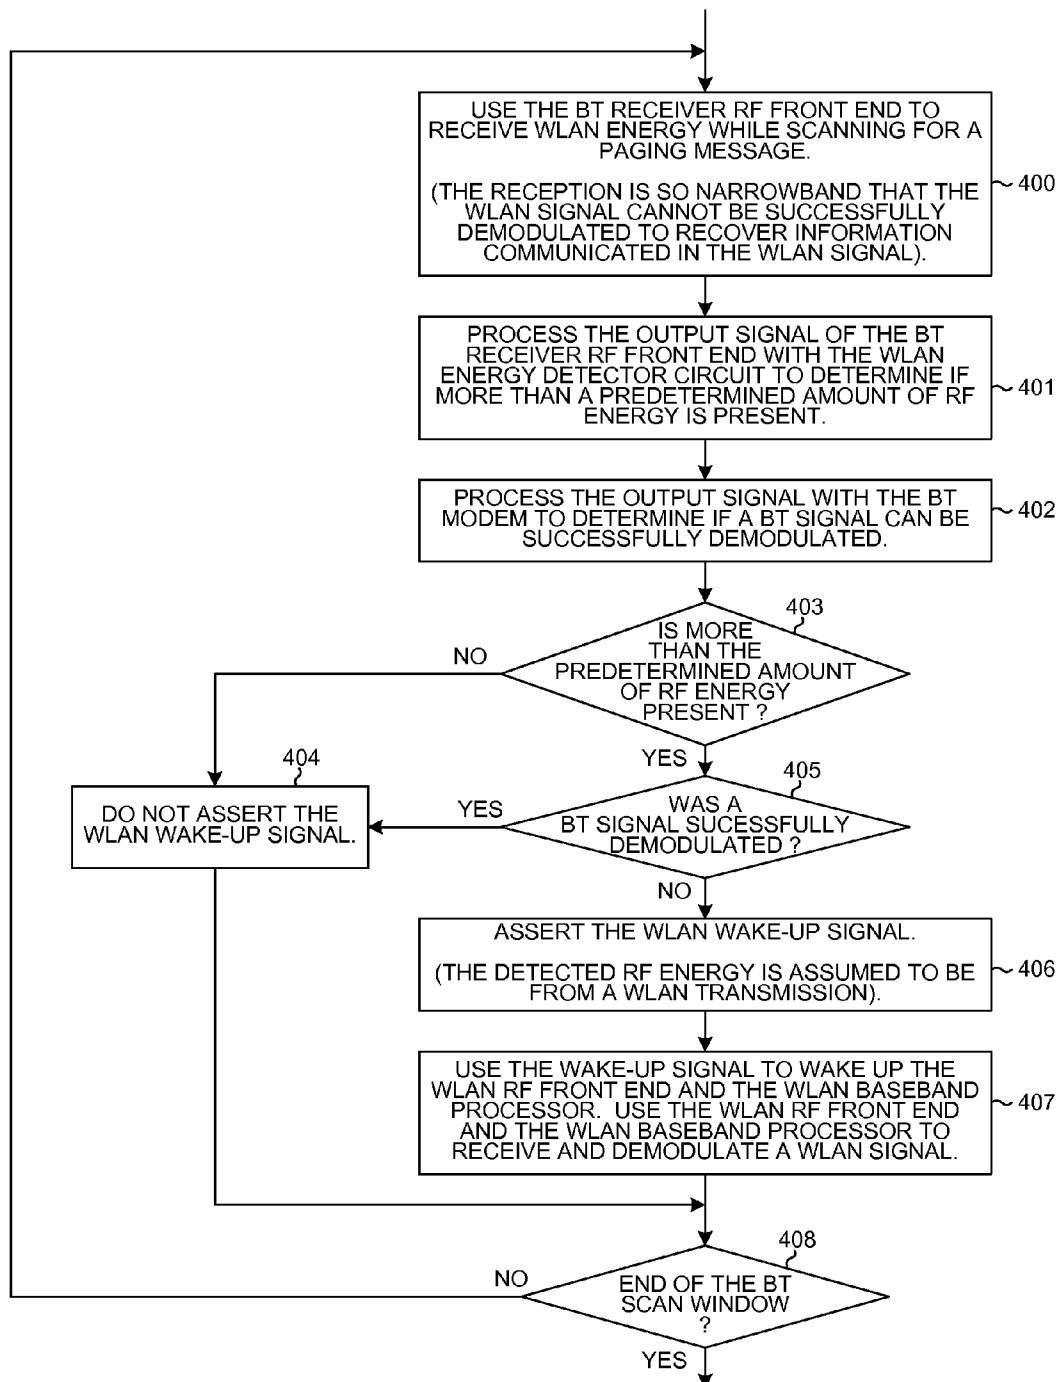 USE THE BT RECEIVER RF FRONT END TO
RECEIVE WLAN ENERGY WHILE SCANNING FOR A
PAGING MESSAGE.
(THE RECEPTION IS SO NARROWBAND THAT THE
WLAN SIGNAL CANNOT BE SUCCESSFULLY
DEMODULATED TO RECOVER INFORMATION
COMMUNICATED IN THE WLAN SIGNAL).
400
PROCESS THE OUTPUT SIGNAL OF THE BT
RECEIVER RF FRONT END WITH THE WLAN
ENERGY DETECTOR CIRCUIT TO DETERMINE IF
MORE THAN A PREDETERMINED AMOUNT OF RF
ENERGY IS PRESENT.
401
PROCESS THE OUTPUT SIGNAL WITH THE BT
MODEM TO DETERMINE IF A BT SIGNAL CAN BE
SUCCESSFULLY DEMODULATED.
402
403
IS MORE
THAN THE
PREDETERMINED AMOUNT
OF RF ENERGY
PRESENT ?
NO
YES
404
DO NOT ASSERT THE
WLAN WAKE-UP SIGNAL.
405
WAS A
BT SIGNAL SUCESSFULLY
DEMODULATED ?
YES
NO
ASSERT THE WLAN WAKE-UP SIGNAL.
(THE DETECTED RF ENERGY IS ASSUMED TO BE
FROM A WLAN TRANSMISSION).
406
USE THE WAKE-UP SIGNAL TO WAKE UP THE
WLAN RF FRONT END AND THE WLAN BASEBAND
PROCESSOR. USE THE WLAN RF FRONT END
AND THE WLAN BASEBAND PROCESSOR TO
RECEIVE AND DEMODULATE A WLAN SIGNAL.
407
408
END OF THE BT
SCAN WINDOW
?
NO
YES